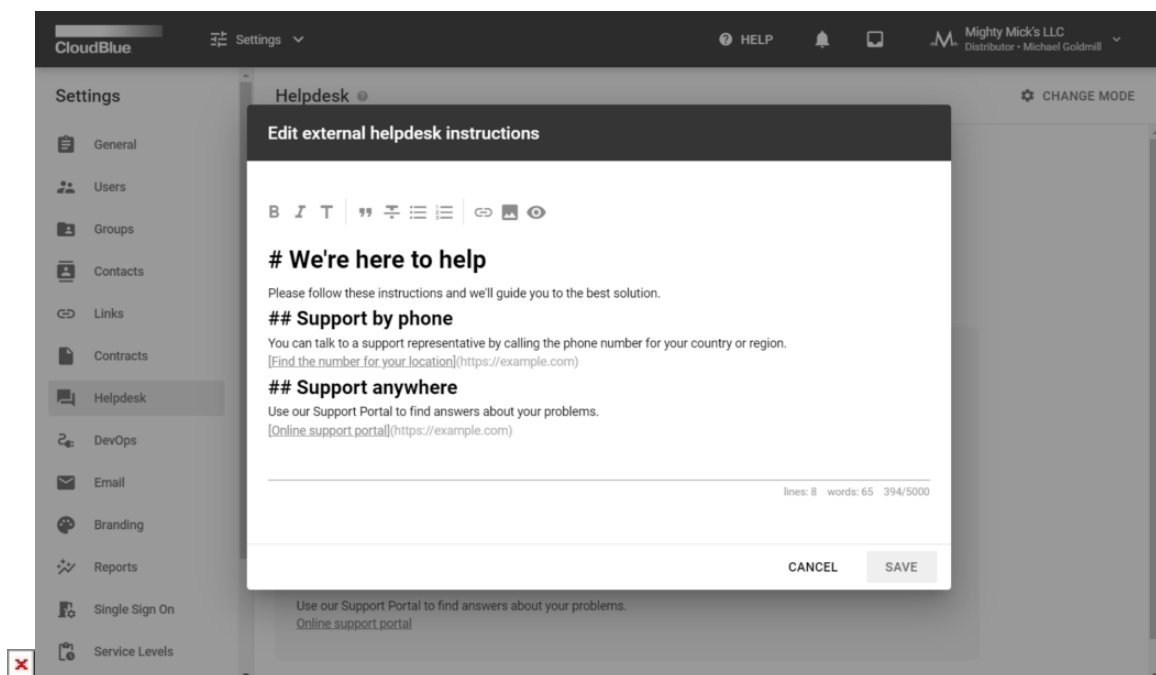 CloudBlue
Settings
HELP
Mighty Mick's LLC
Distributor • Michael Goldmill
Settings
Helpdesk
CHANGE MODE
General
Users
Groups
Contacts
Links
Contracts
Helpdesk
DevOps
Email
Branding
Reports
Single Sign On
Service Levels
Edit external helpdesk instructions
B I T
# We're here to help
Please follow these instructions and we'll guide you to the best solution.
## Support by phone
You can talk to a support representative by calling the phone number for your country or region.
[Find the number for your location](https://example.com)
## Support anywhere
Use our Support Portal to find answers about your problems.
[Online support portal](https://example.com)
lines: 8 words: 65 394/5000
CANCEL SAVE
Use our Support Portal to find answers about your problems.
Online support portal